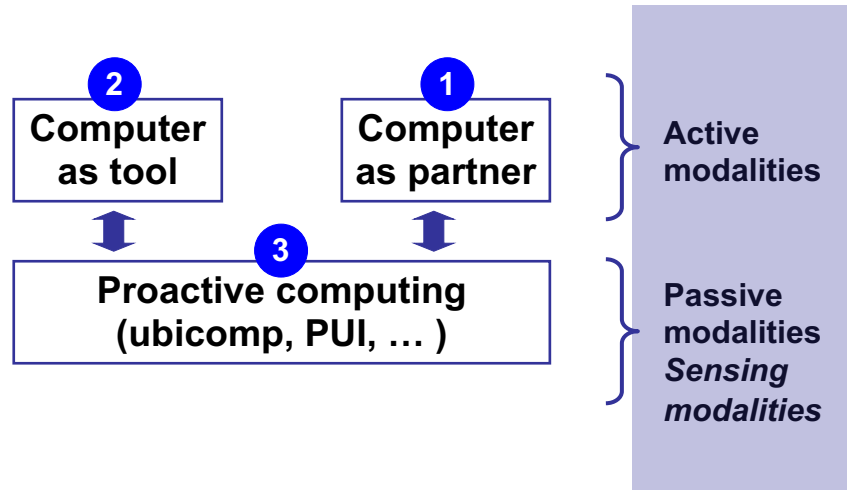 2
Computer
as tool
1
Computer
as partner
Active
modalities
3
Proactive computing
(ubicomp, PUI, … )
Passive
modalities
Sensing
modalities